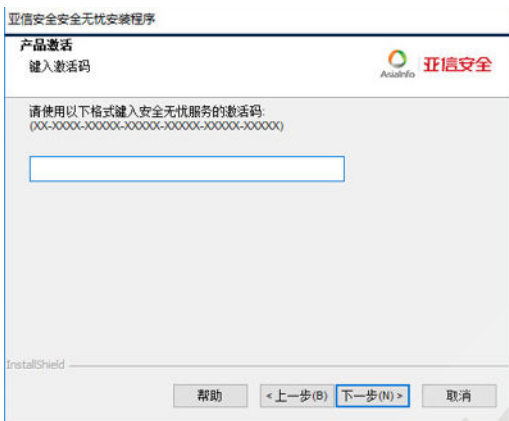 亚信安全安全无忧安装程序
产品激活
键入激活码
AsiaInfo 亚信安全
请使用以下格式键入安全无忧服务的激活码:
(XX-XXXX-XXXXX-XXXXX-XXXXX-XXXXX-XXXXX)
InstallShield
帮助 <上一步(B) 下一步(N)> 取消